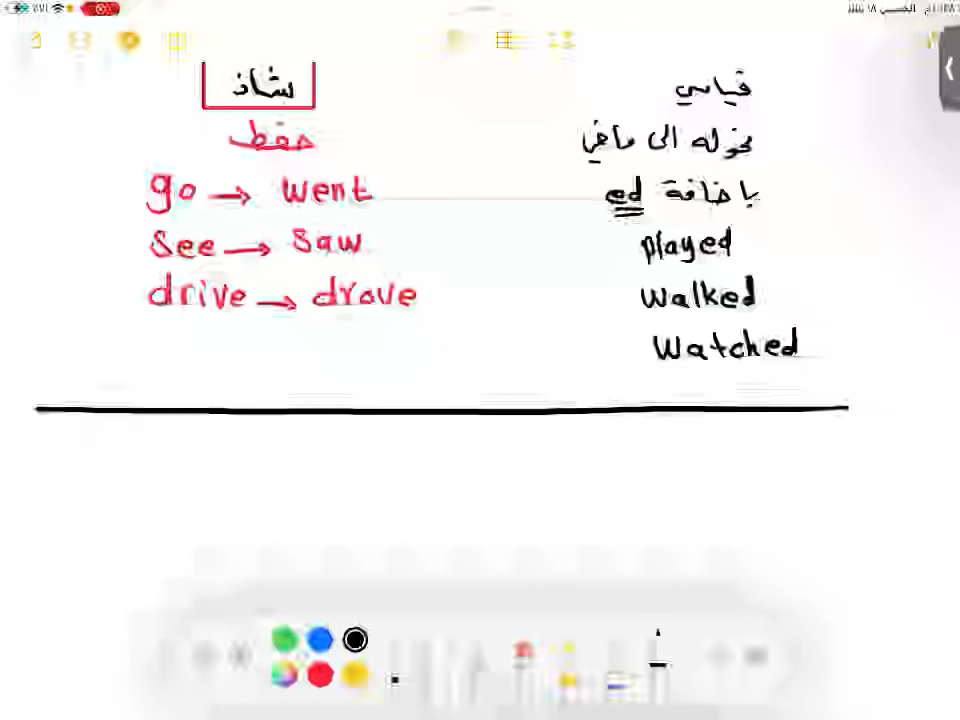 قياسي
نحوله الى ماضي
باضافة ed
played
walked
watched
شاذ
حفظ
go → went
see → saw
drive → drove